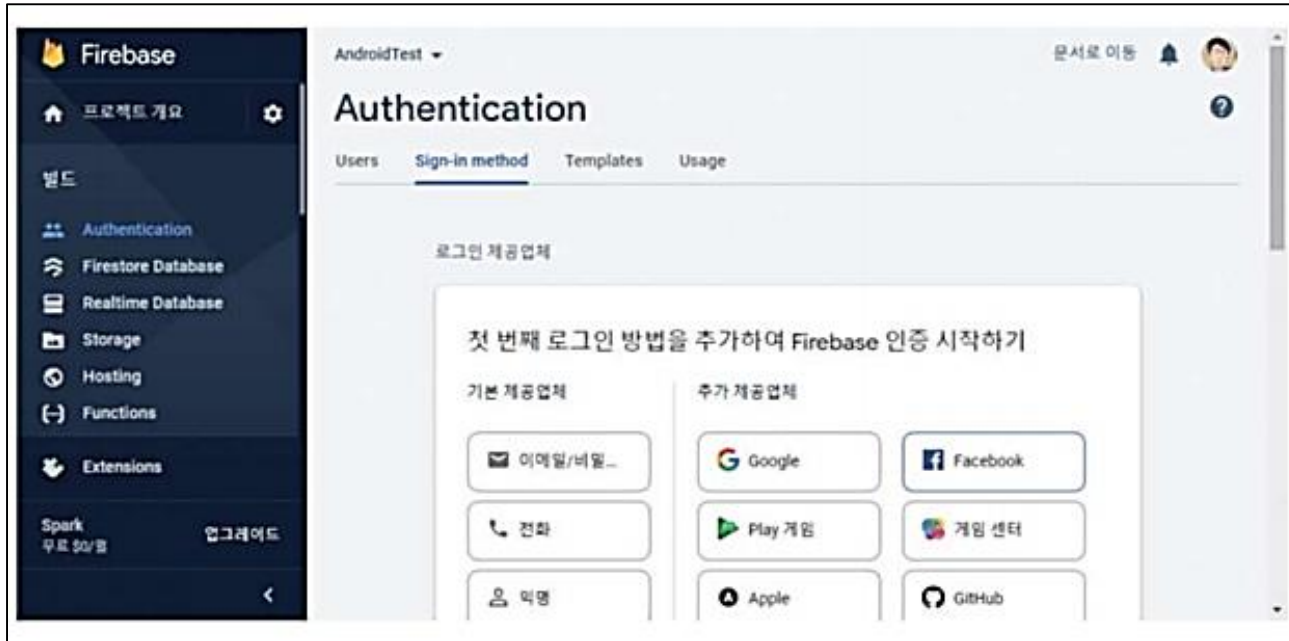 Firebase
프로젝트 개요
빌드
Authentication
Firestore Database
Realtime Database
Storage
Hosting
Functions
Extensions
Spark
무료 $0/월
업그레이드
AndroidTest
문서로 이동
Authentication
Users Sign-in method Templates Usage
로그인 제공업체
첫 번째 로그인 방법을 추가하여 Firebase 인증 시작하기
기본 제공업체 추가 제공업체
이메일/비밀... Google Facebook
전화 Play 게임 게임 센터
익명 Apple GitHub